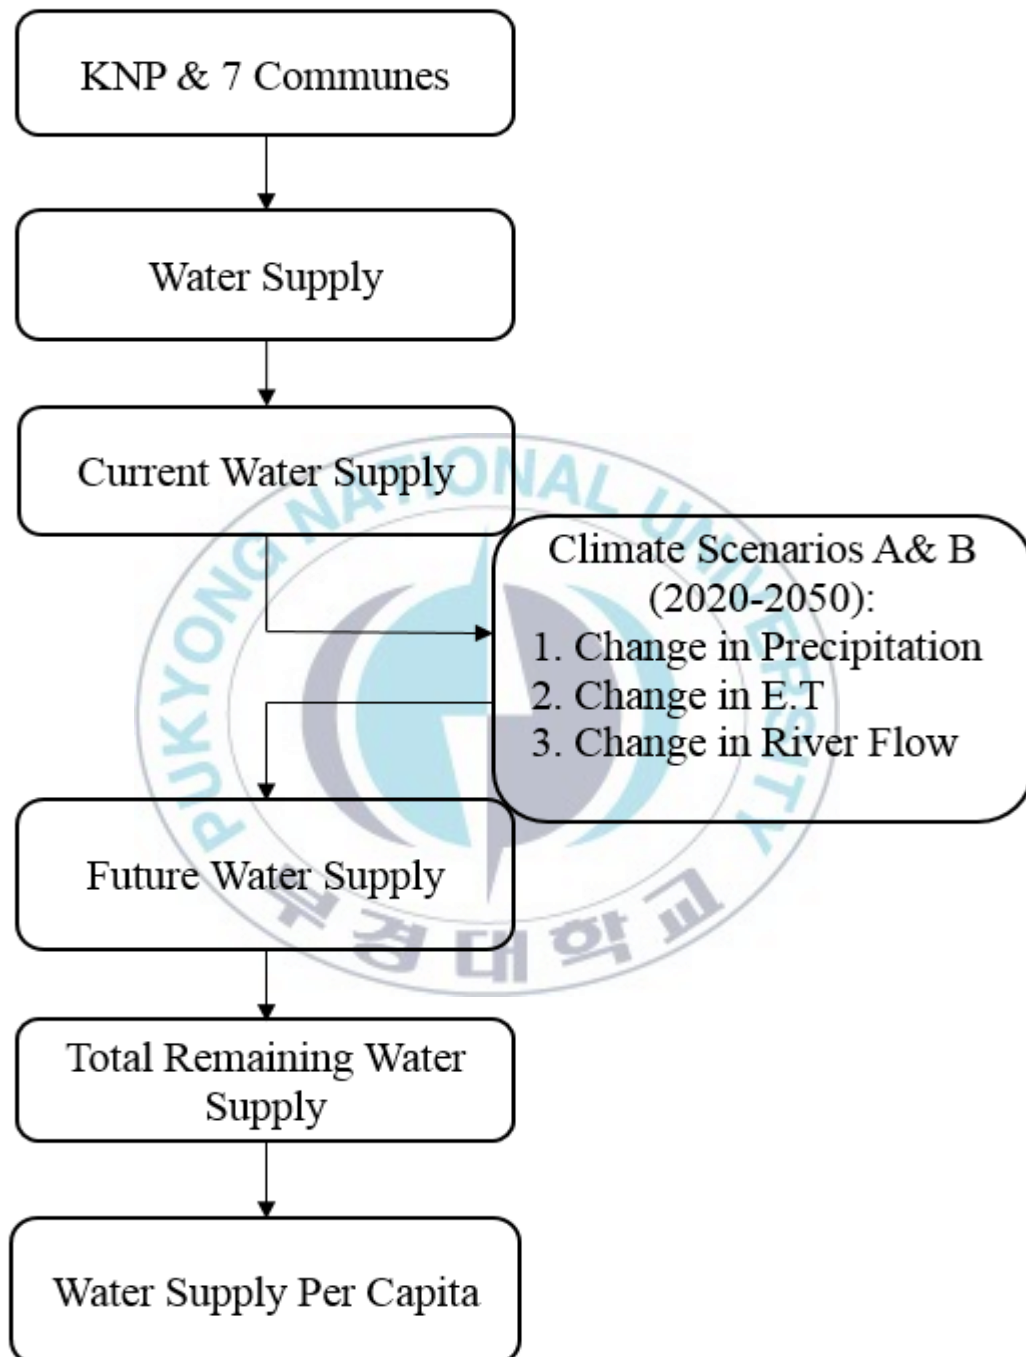 KNP & 7 Communes
Water Supply
Current Water Supply
Climate Scenarios A& B
(2020-2050):
1. Change in Precipitation
2. Change in E.T
3. Change in River Flow
Future Water Supply
Total Remaining Water
Supply
Water Supply Per Capita
PUKYONG NATIONAL UNIVERSITY
부경대학교